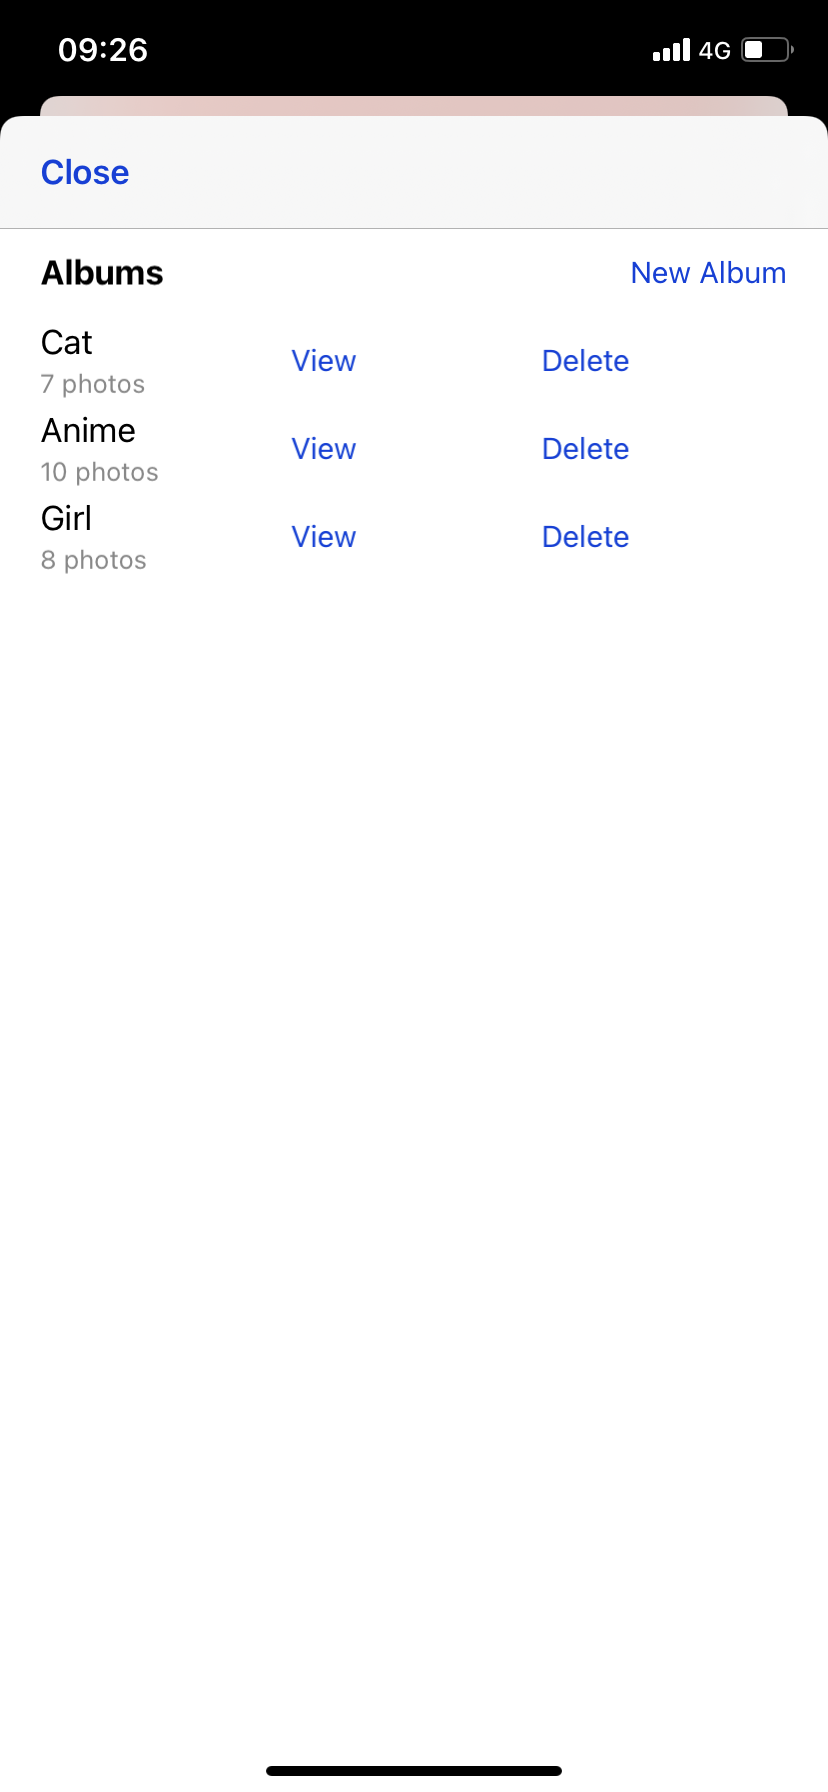 09:26 4G
Close
Albums New Album
Cat
7 photos
View Delete
Anime
10 photos
View Delete
Girl
8 photos
View Delete